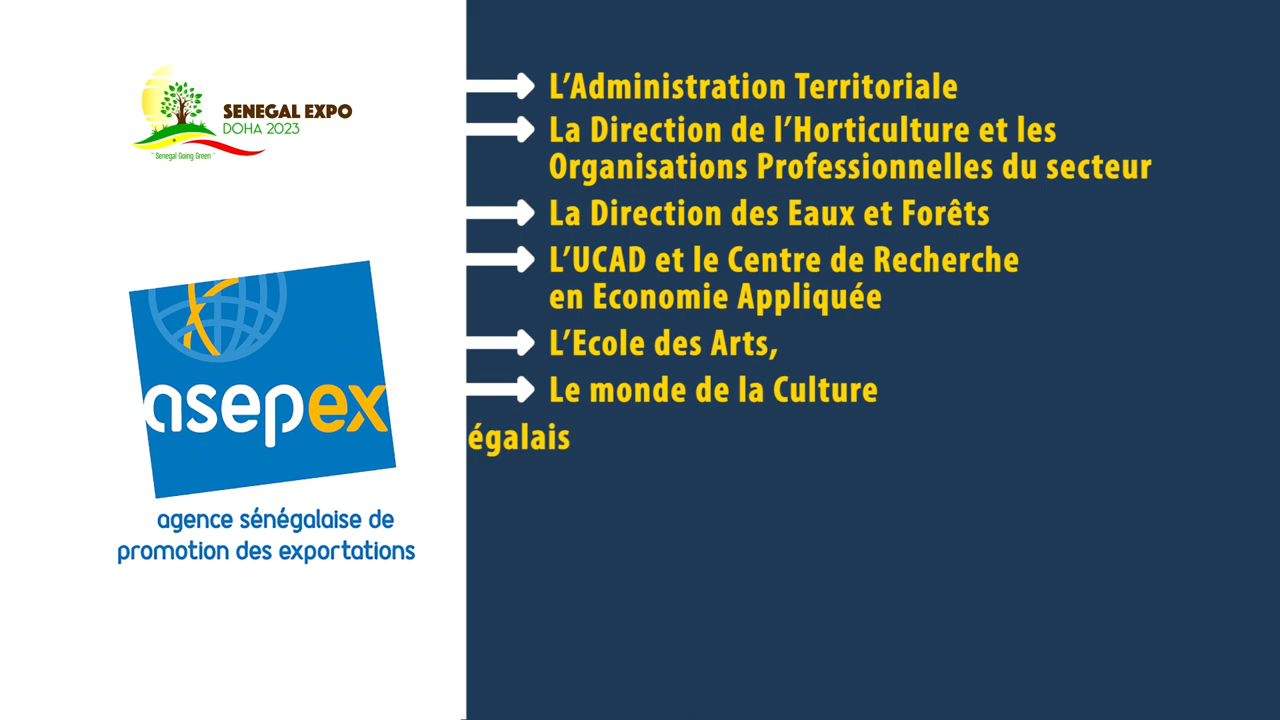 SENEGAL EXPO
DOHA 2023
" Senegal Going Green "
asepex
agence sénégalaise de
promotion des exportations
L’Administration Territoriale
La Direction de l’Horticulture et les
Organisations Professionnelles du secteur
La Direction des Eaux et Forêts
L’UCAD et le Centre de Recherche
en Economie Appliquée
L’Ecole des Arts,
Le monde de la Culture
égalais